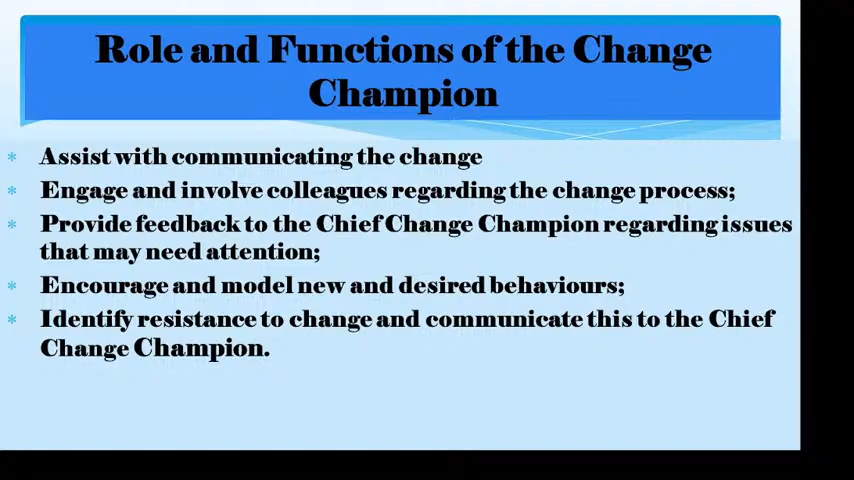 Role and Functions of the Change
Champion
* Assist with communicating the change
* Engage and involve colleagues regarding the change process;
* Provide feedback to the Chief Change Champion regarding issues
that may need attention;
* Encourage and model new and desired behaviours;
* Identify resistance to change and communicate this to the Chief
Change Champion.